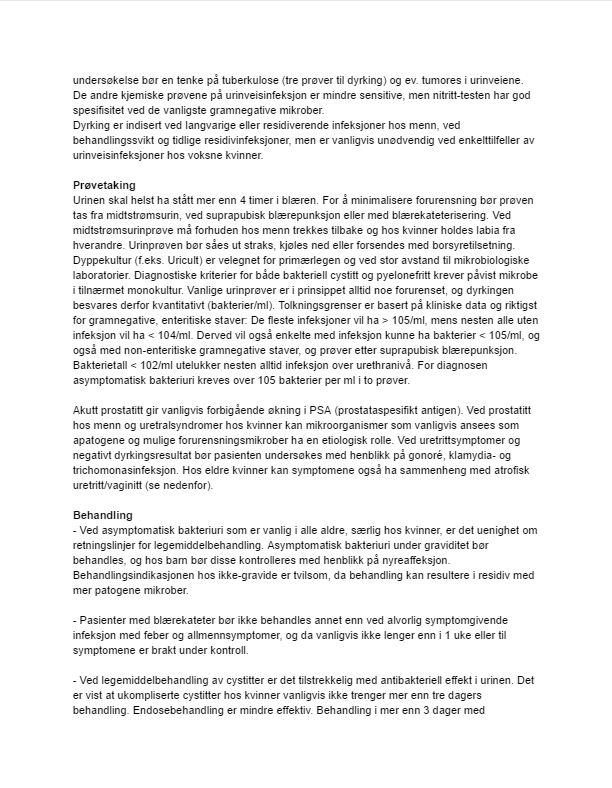 undersøkelse bør en tenke på tuberkulose (tre prøver til dyrking) og ev. tumores i urinveiene.
De andre kjemiske prøvene på urinveisinfeksjon er mindre sensitive, men nitritt-testen har god
spesifisitet ved de vanligste gramnegative mikrober.
Dyrking er indisert ved langvarige eller residiverende infeksjoner hos menn, ved
behandlingssvikt og tidlige residivinfeksjoner, men er vanligvis unødvendig ved enkelttilfeller av
urinveisinfeksjoner hos voksne kvinner.
Prøvetaking
Urinen skal helst ha stått mer enn 4 timer i blæren. For å minimalisere forurensning bør prøven
tas fra midtstrømsurin, ved suprapubisk blærepunksjon eller med blærekateterisering. Ved
midtstrømsurinprøve må forhuden hos menn trekkes tilbake og hos kvinner holdes labia fra
hverandre. Urinprøven bør såes ut straks, kjøles ned eller forsendes med borsyretilsetning.
Dyppekultur (f.eks. Uricult) er velegnet for primærlegen og ved stor avstand til mikrobiologiske
laboratorier. Diagnostiske kriterier for både bakteriell cystitt og pyelonefritt krever påvist mikrobe
i tilnærmet monokultur. Vanlige urinprøver er i prinsippet alltid noe forurenset, og dyrkingen
besvares derfor kvantitativt (bakterier/ml). Tolkningsgrenser er basert på kliniske data og riktigst
for gramnegative, enteritiske staver: De fleste infeksjoner vil ha > 105/ml, mens nesten alle uten
infeksjon vil ha < 104/ml. Derved vil også enkelte med infeksjon kunne ha bakterier < 105/ml, og
også med non-enteritiske gramnegative staver, og prøver etter suprapubisk blærepunksjon.
Bakterietall < 102/ml utelukker nesten alltid infeksjon over urethranivå. For diagnosen
asymptomatisk bakteriuri kreves over 105 bakterier per ml i to prøver.
Akutt prostatitt gir vanligvis forbigående økning i PSA (prostataspesifikt antigen). Ved prostatitt
hos menn og uretralsyndromer hos kvinner kan mikroorganismer som vanligvis ansees som
apatogene og mulige forurensningsmikrober ha en etiologisk rolle. Ved uretrittsymptomer og
negativt dyrkingsresultat bør pasienten undersøkes med henblikk på gonoré, klamydia- og
trichomonasinfeksjon. Hos eldre kvinner kan symptomene også ha sammenheng med atrofisk
uretritt/vaginitt (se nedenfor).
Behandling
- Ved asymptomatisk bakteriuri som er vanlig i alle aldre, særlig hos kvinner, er det uenighet om
retningslinjer for legemiddelbehandling. Asymptomatisk bakteriuri under graviditet bør
behandles, og hos barn bør disse kontrolleres med henblikk på nyreaffeksjon.
Behandlingsindikasjonen hos ikke-gravide er tvilsom, da behandling kan resultere i residiv med
mer patogene mikrober.
- Pasienter med blærekateter bør ikke behandles annet enn ved alvorlig symptomgivende
infeksjon med feber og allmennsymptomer, og da vanligvis ikke lenger enn i 1 uke eller til
symptomene er brakt under kontroll.
- Ved legemiddelbehandling av cystitter er det tilstrekkelig med antibakteriell effekt i urinen. Det
er vist at ukompliserte cystitter hos kvinner vanligvis ikke trenger mer enn tre dagers
behandling. Endosebehandling er mindre effektiv. Behandling i mer enn 3 dager med